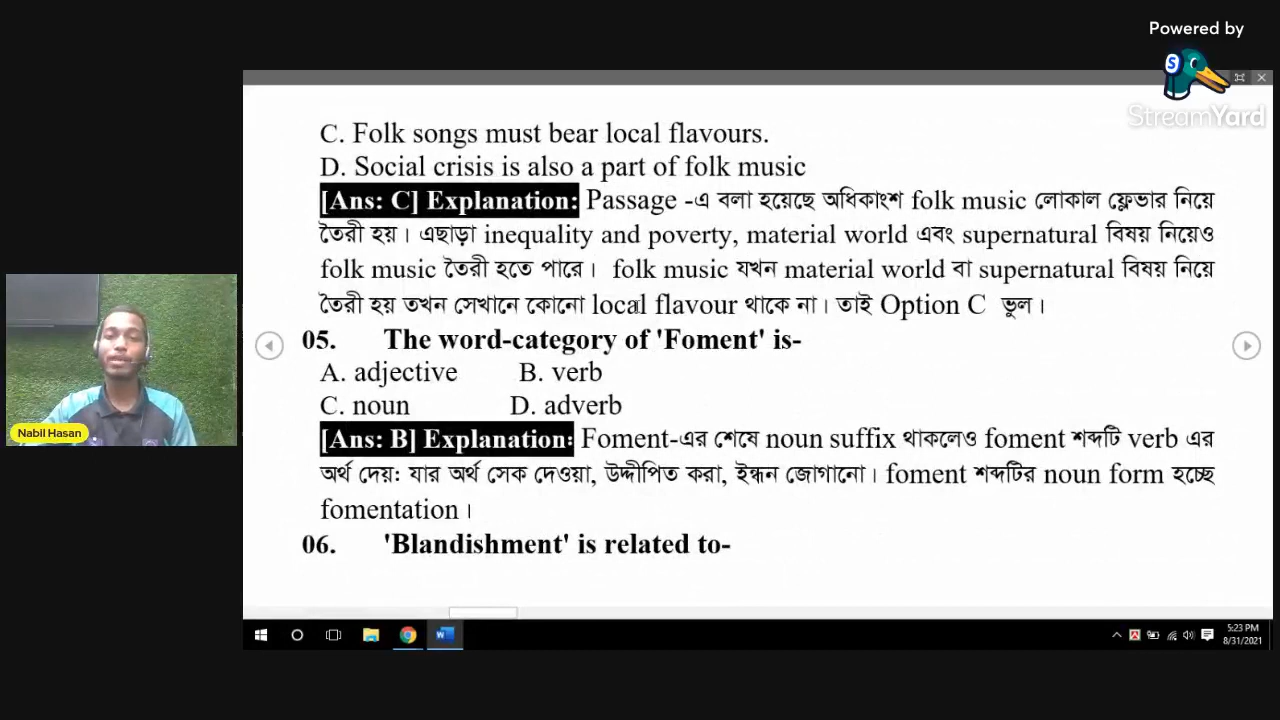 Powered by
S
StreamYard
C. Folk songs must bear local flavours.
D. Social crisis is also a part of folk music
[Ans: C] Explanation: Passage -এ বলা হয়েছে অধিকাংশ folk music লোকাল ফ্লেভার নিয়ে
তৈরী হয়। এছাড়া inequality and poverty, material world এবং supernatural বিষয় নিয়েও
folk music তৈরী হতে পারে। folk music যখন material world বা supernatural বিষয় নিয়ে
তৈরী হয় তখন সেখানে কোনো local flavour থাকে না। তাই Option C ভুল।
05. The word-category of 'Foment' is-
A. adjective B. verb
C. noun D. adverb
[Ans: B] Explanation: Foment-এর শেষে noun suffix থাকলেও foment শব্দটি verb এর
অর্থ দেয়ঃ যার অর্থ সেক দেওয়া, উদ্দীপিত করা, ইন্ধন জোগানো। foment শব্দটির noun form হচ্ছে
fomentation।
06. 'Blandishment' is related to-
Nabil Hasan
5:23 PM
8/31/2021